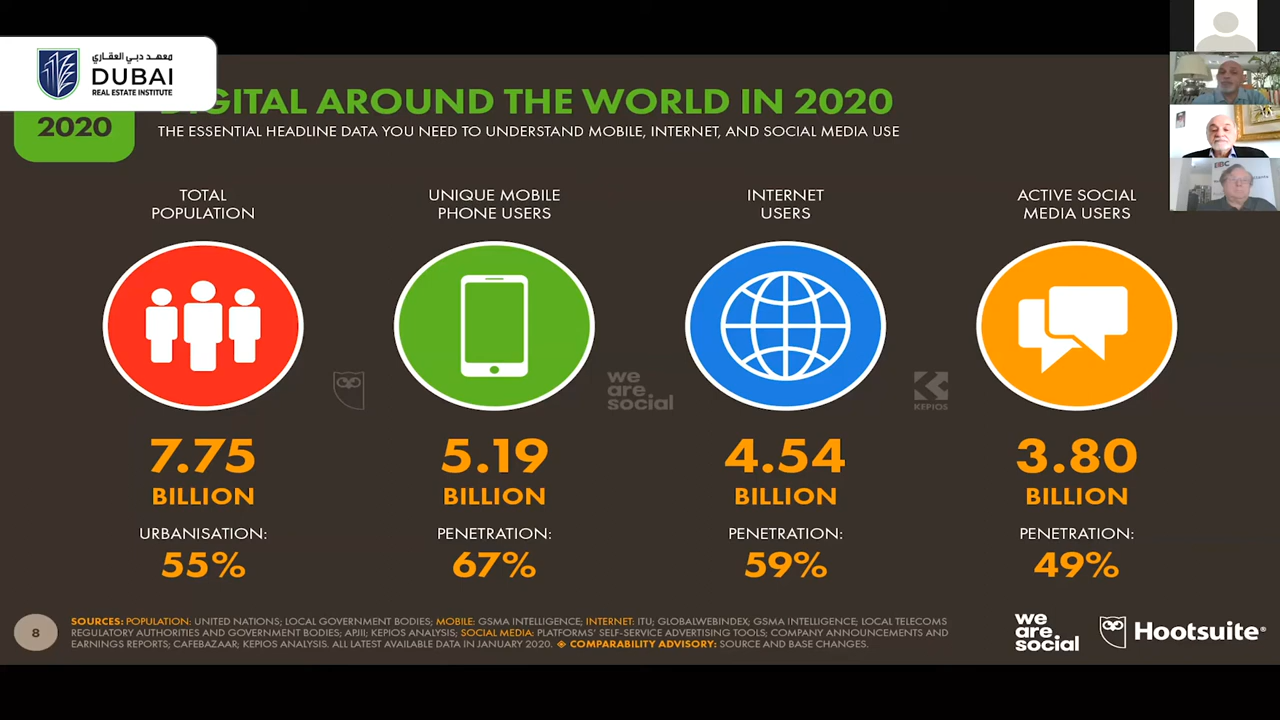 معهد دبي العقاري
DUBAI
REAL ESTATE INSTITUTE
2020
DIGITAL AROUND THE WORLD IN 2020
THE ESSENTIAL HEADLINE DATA YOU NEED TO UNDERSTAND MOBILE, INTERNET, AND SOCIAL MEDIA USE
TOTAL
POPULATION
7.75
BILLION
URBANISATION:
55%
UNIQUE MOBILE
PHONE USERS
5.19
BILLION
PENETRATION:
67%
INTERNET
USERS
4.54
BILLION
PENETRATION:
59%
ACTIVE SOCIAL
MEDIA USERS
3.80
BILLION
PENETRATION:
49%
we
are
social
KEPIOS
8
SOURCES: POPULATION: UNITED NATIONS; LOCAL GOVERNMENT BODIES; MOBILE: GSMA INTELLIGENCE; INTERNET: ITU; GLOBALWEBINDEX; GSMA INTELLIGENCE; LOCAL TELECOMS
REGULATORY AUTHORITIES AND GOVERNMENT BODIES; APJII; KEPIOS ANALYSIS; SOCIAL MEDIA: PLATFORMS' SELF-SERVICE ADVERTISING TOOLS; COMPANY ANNOUNCEMENTS AND
EARNINGS REPORTS; CAFEBAZAAR; KEPIOS ANALYSIS. ALL LATEST AVAILABLE DATA IN JANUARY 2020. ◈ COMPARABILITY ADVISORY: SOURCE AND BASE CHANGES.
we
are
social
Hootsuite®